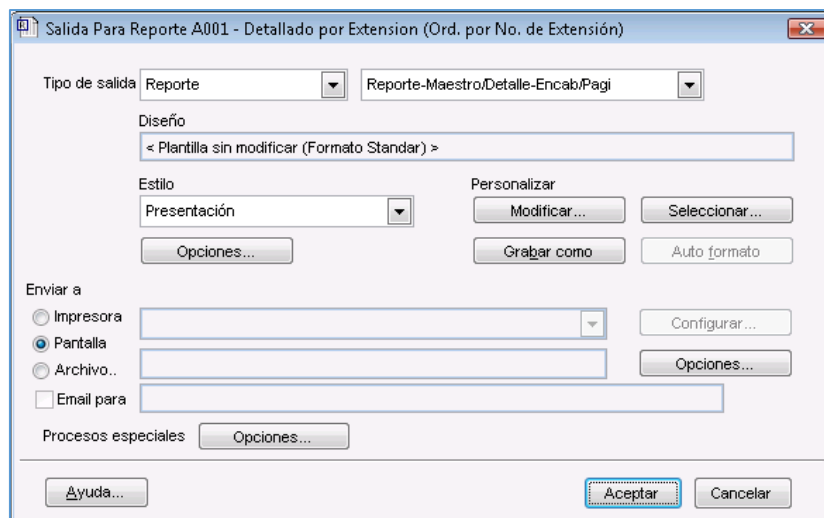 Salida Para Reporte A001 - Detallado por Extension (Ord. por No. de Extensión)
Tipo de salida Reporte Reporte-Maestro/Detalle-Encab/Pagi
Diseño
< Plantilla sin modificar (Formato Standar) >
Estilo Personalizar
Presentación Modificar... Seleccionar...
Opciones... Grabar como Auto formato
Enviar a
Impresora Configurar...
Pantalla
Archivo.. Opciones...
Email para
Procesos especiales Opciones...
Ayuda... Aceptar Cancelar